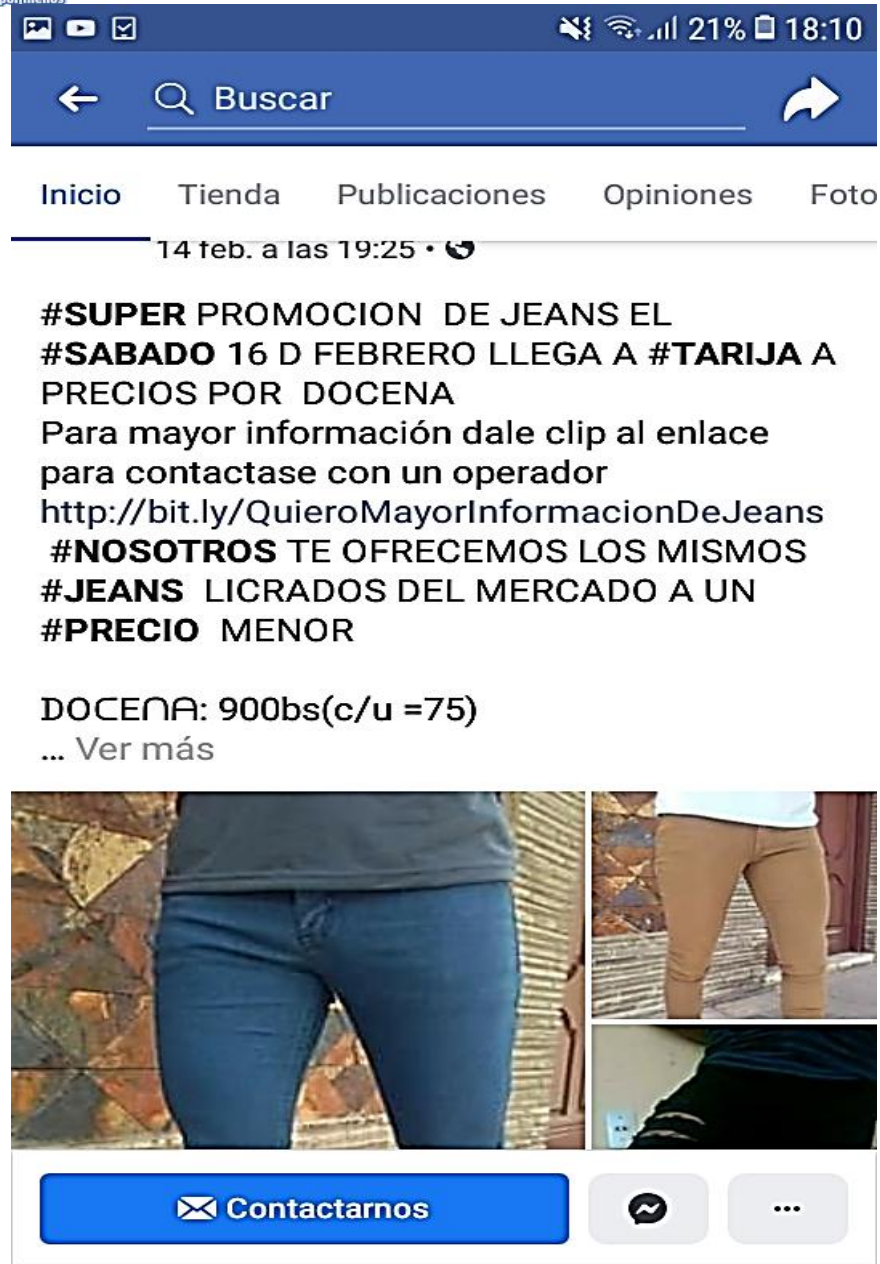 21% 18:10
Buscar
Inicio Tienda Publicaciones Opiniones Foto
14 feb. a las 19:25 •
#SUPER PROMOCION DE JEANS EL
#SABADO 16 D FEBRERO LLEGA A #TARIJA A
PRECIOS POR DOCENA
Para mayor información dale clip al enlace
para contactase con un operador
http://bit.ly/QuieroMayorInformacionDeJeans
#NOSOTROS TE OFRECEMOS LOS MISMOS
#JEANS LICRADOS DEL MERCADO A UN
#PRECIO MENOR
DOCENA: 900bs(c/u =75)
... Ver más
Contactarnos
...